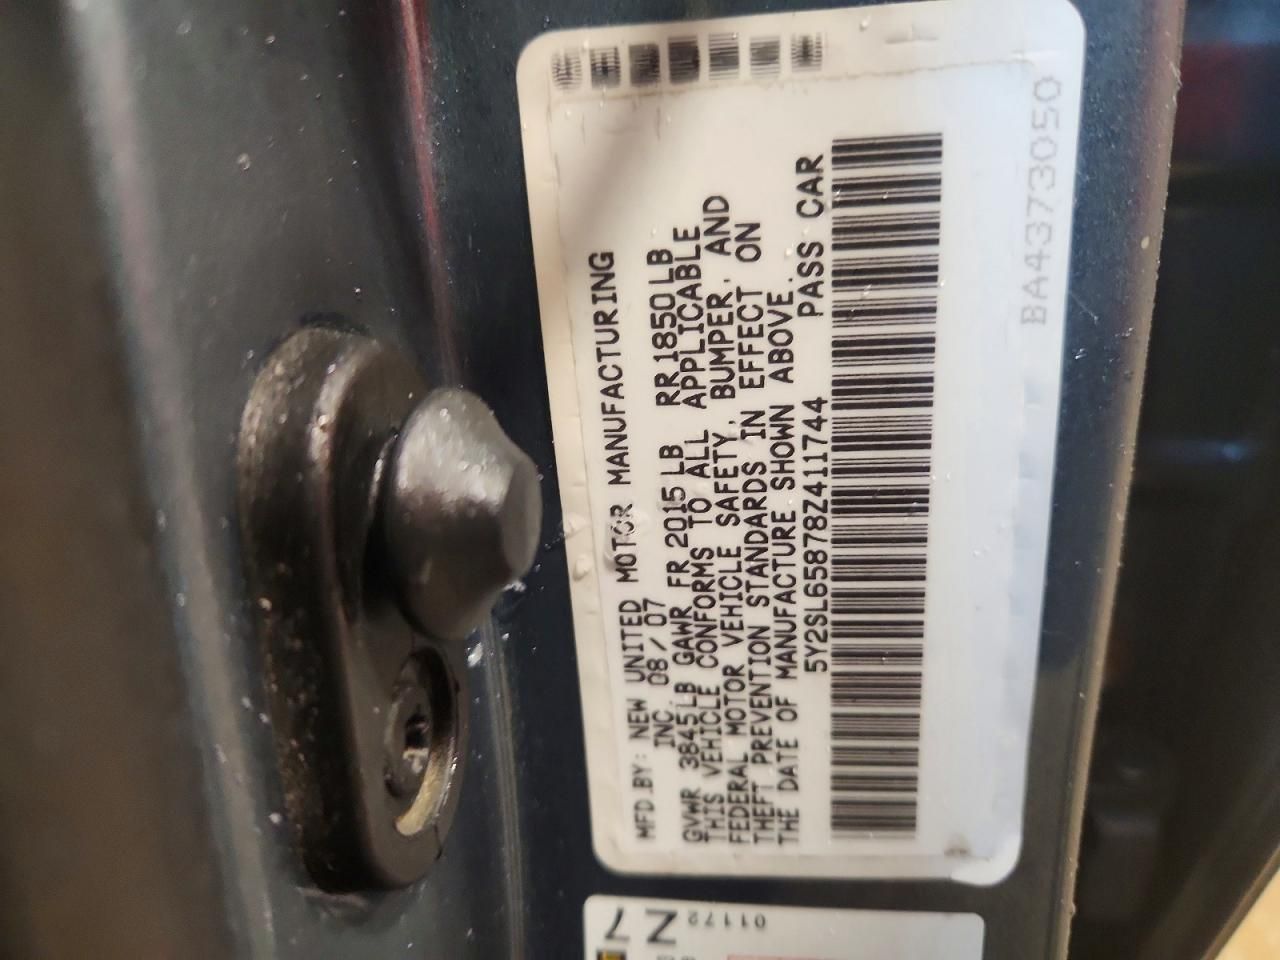 MFD.BY: NEW UNITED MOTOR MANUFACTURING
INC. 08/07
GVWR 3845LB GAWR FR 2015LB RR 1850LB
THIS VEHICLE CONFORMS TO ALL APPLICABLE
FEDERAL MOTOR VEHICLE SAFETY, BUMPER, AND
THEFT PREVENTION STANDARDS IN EFFECT ON
THE DATE OF MANUFACTURE SHOWN ABOVE.
5Y2SL65878Z411744 PASS CAR
BA4373050
Z
01172